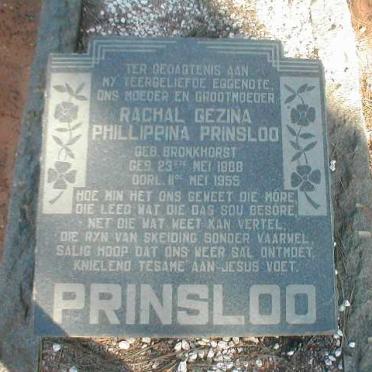 TER GEDAGTENIS AAN
MY TEERGELIEFDE EGGENOTE,
ONS MOEDER EN GROOTMOEDER
RACHAL GEZINA
PHILLIPPINA PRINSLOO
GEB. BRONKHORST
GEB. 23STE MEI 1888
OORL. 11DE MEI 1955
HOE MIN HET ONS GEWEET DIE MÔRE,
DIE LEED WAT DIE DAG SOU BESÔRE,
NET DIE WAT WEET KAN VERTEL,
DIE PYN VAN SKEIDING SONDER VAARWEL,
SALIG HOOP DAT ONS WEER SAL ONTMOET,
KNIELEND TESAME AAN JESUS VOET.
PRINSLOO